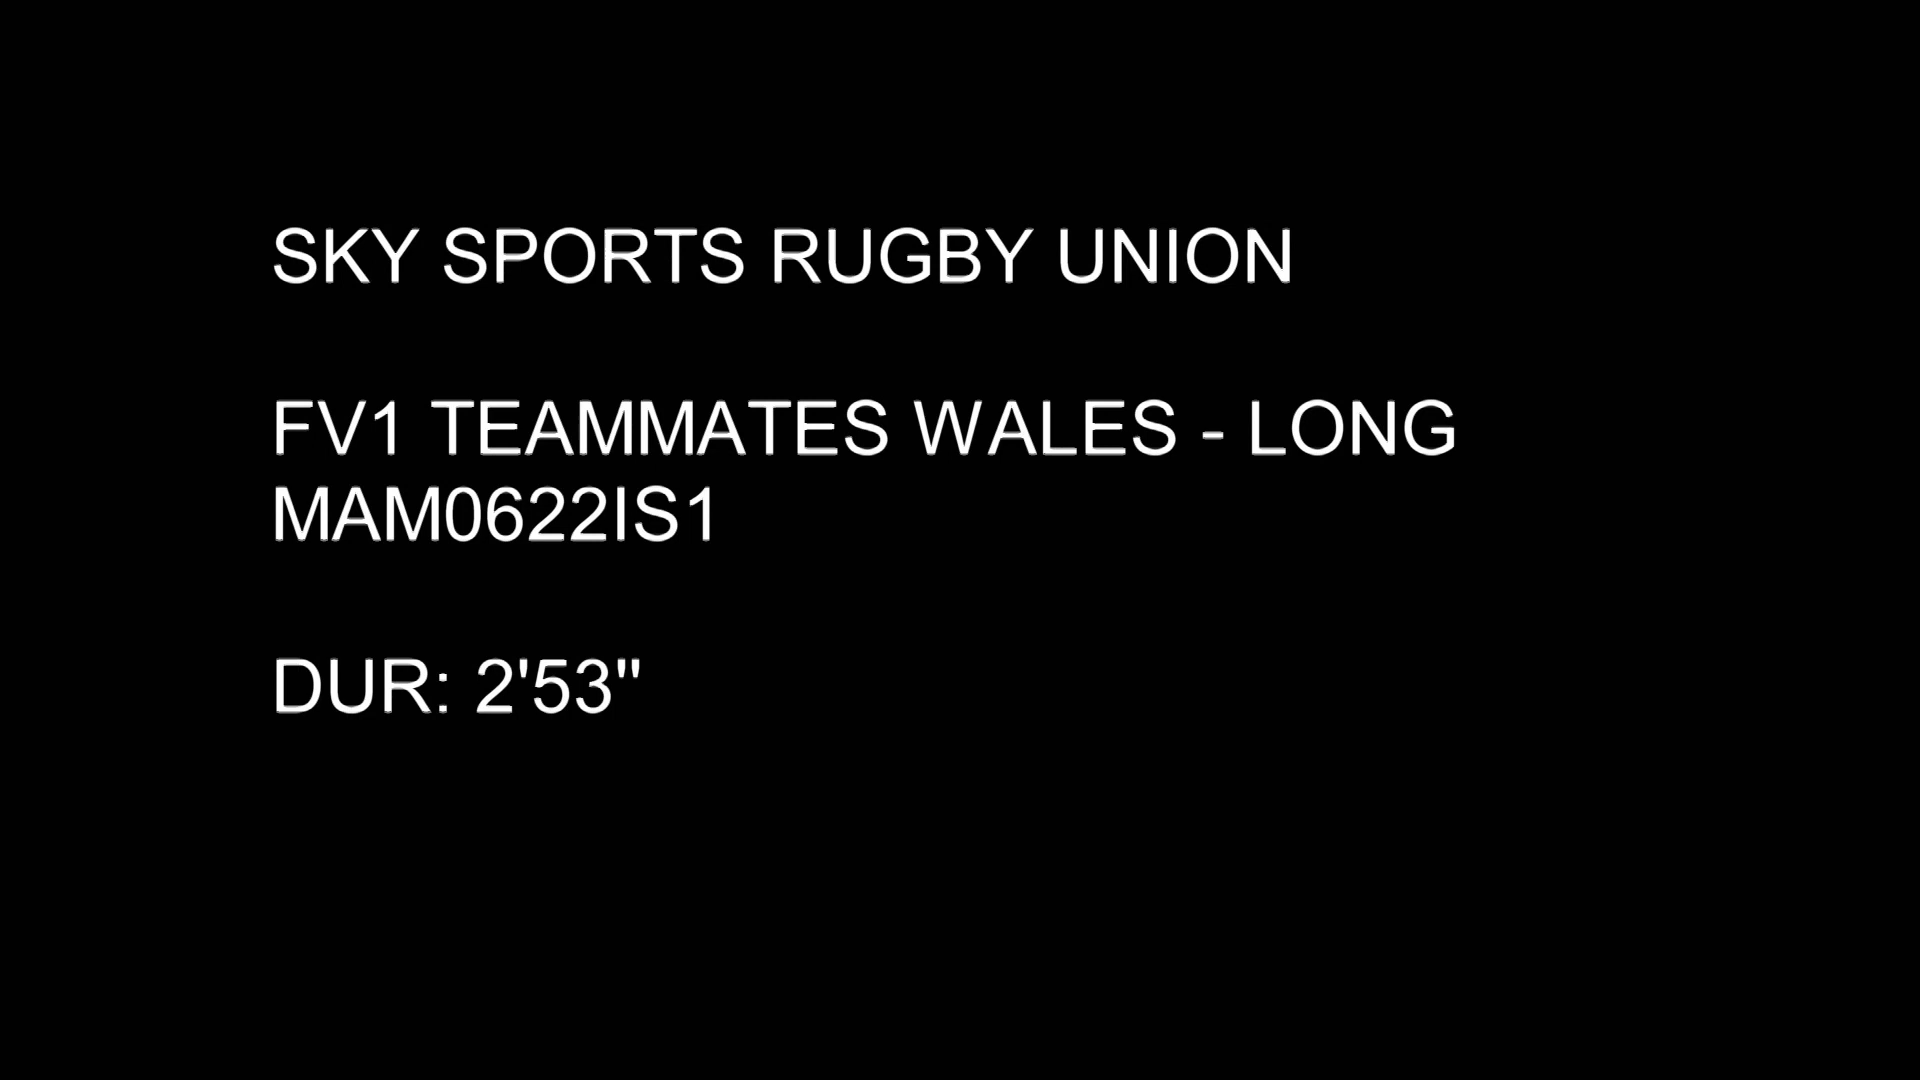 SKY SPORTS RUGBY UNION
FV1 TEAMMATES WALES - LONG
MAM0622IS1
DUR: 2'53"